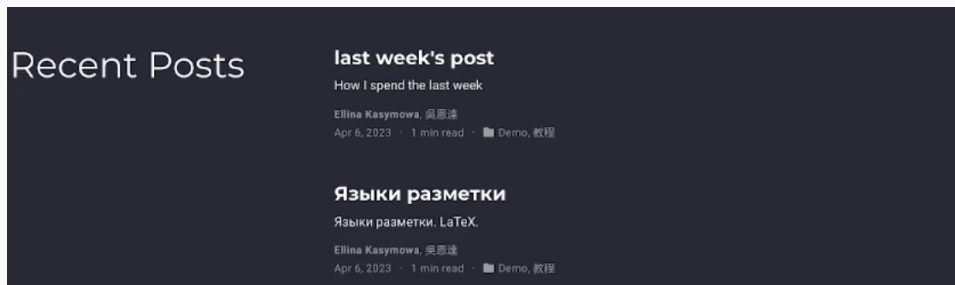 Recent Posts
last week's post
How I spend the last week
Ellina Kasymowa, 吳恩達
Apr 6, 2023 · 1 min read · Demo, 教程
Языки разметки
Языки разметки. LaTeX.
Ellina Kasymowa, 吳恩達
Apr 6, 2023 · 1 min read · Demo, 教程